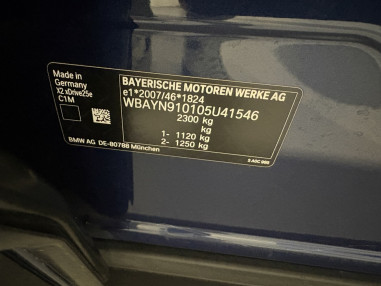 Made in
Germany
X2 xDrive25e
C1M
BAYERISCHE MOTOREN WERKE AG
e1*2007/46*1824
WBAYN910105U41546
2300 kg
kg
1- 1120 kg
2- 1250 kg
BMW AG DE-80788 München